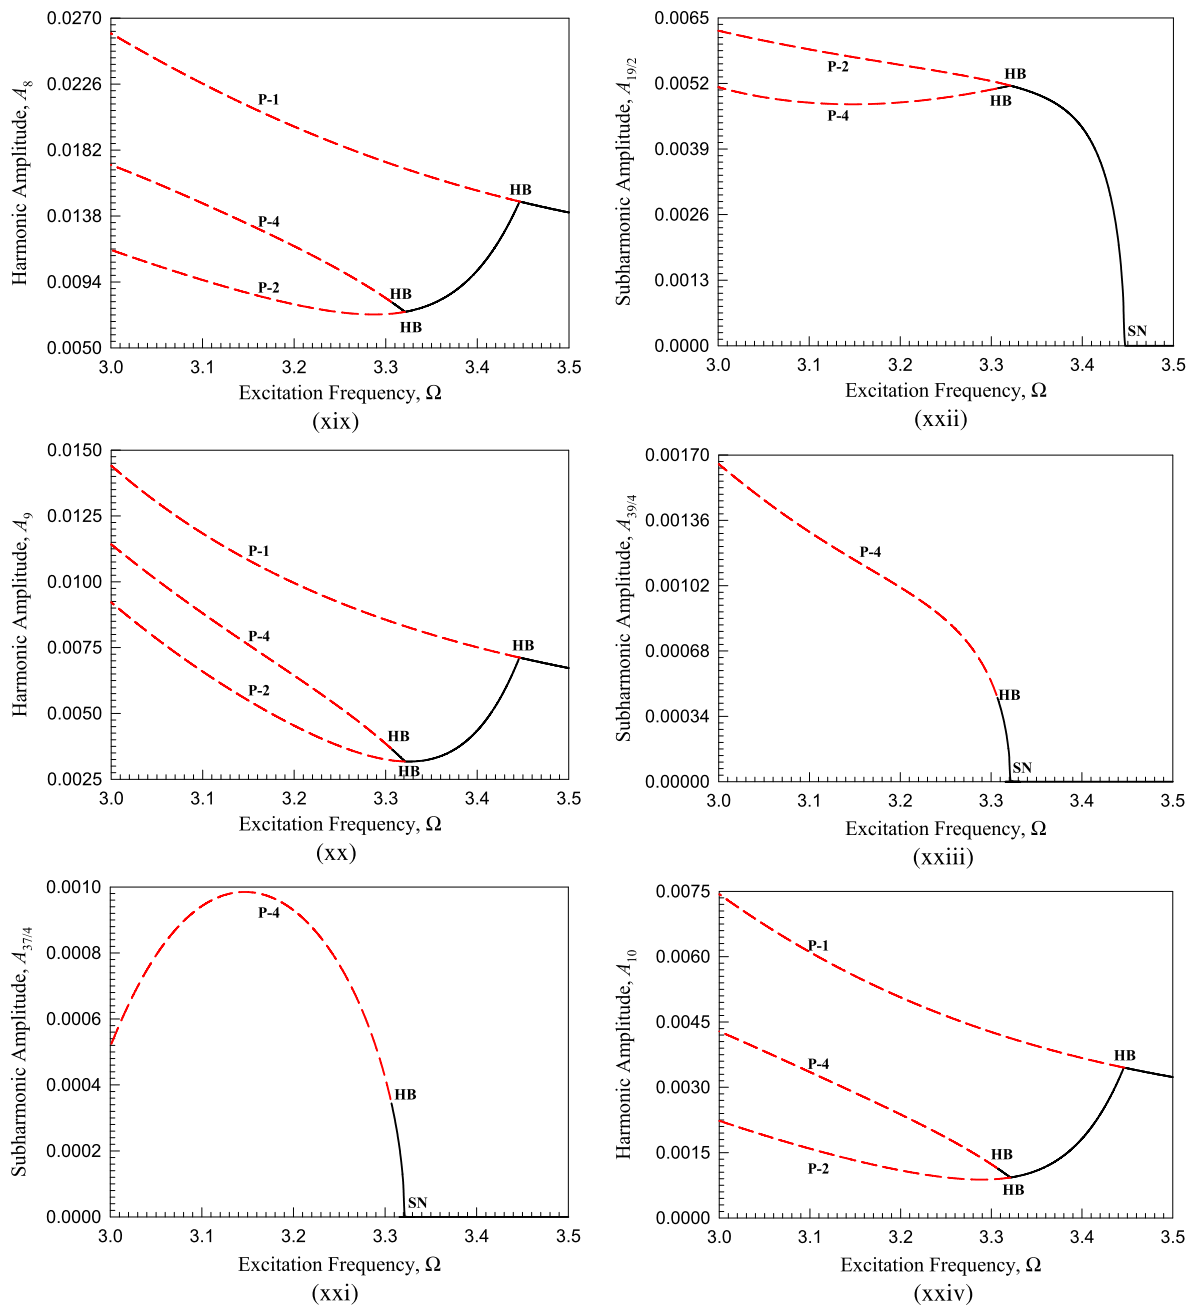 0.0270
0.0226
0.0182
0.0138
0.0094
0.0050
Harmonic Amplitude, A8
P-1
P-4
P-2
HB
HB
HB
3.0 3.1 3.2 3.3 3.4 3.5
Excitation Frequency, Ω
(xix)
0.0065
0.0052
0.0039
0.0026
0.0013
0.0000
Subharmonic Amplitude, A19/2
P-2
P-4
HB
HB
SN
3.0 3.1 3.2 3.3 3.4 3.5
Excitation Frequency, Ω
(xxii)
0.0150
0.0125
0.0100
0.0075
0.0050
0.0025
Harmonic Amplitude, A9
P-1
P-4
P-2
HB
HB
HB
3.0 3.1 3.2 3.3 3.4 3.5
Excitation Frequency, Ω
(xx)
0.00170
0.00136
0.00102
0.00068
0.00034
0.00000
Subharmonic Amplitude, A39/4
P-4
HB
SN
3.0 3.1 3.2 3.3 3.4 3.5
Excitation Frequency, Ω
(xxiii)
0.0010
0.0008
0.0006
0.0004
0.0002
0.0000
Subharmonic Amplitude, A37/4
P-4
HB
SN
3.0 3.1 3.2 3.3 3.4 3.5
Excitation Frequency, Ω
(xxi)
0.0075
0.0060
0.0045
0.0030
0.0015
0.0000
Harmonic Amplitude, A10
P-1
P-4
P-2
HB
HB
HB
3.0 3.1 3.2 3.3 3.4 3.5
Excitation Frequency, Ω
(xxiv)